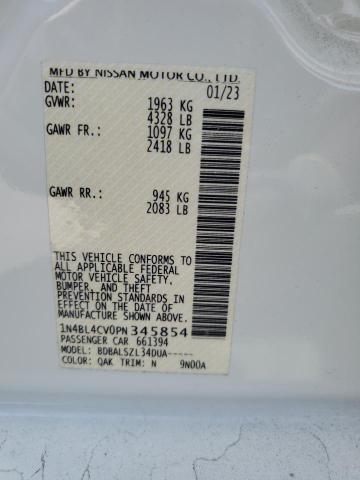 MFD BY NISSAN MOTOR CO., LTD.
DATE: 01/23
GVWR: 1963 KG
4328 LB
GAWR FR: 1097 KG
2418 LB
GAWR RR: 945 KG
2083 LB
THIS VEHICLE CONFORMS TO
ALL APPLICABLE FEDERAL
MOTOR VEHICLE SAFETY,
BUMPER, AND THEFT
PREVENTION STANDARDS IN
EFFECT ON THE DATE OF
MANUFACTURE SHOWN ABOVE.
1N4BL4CV0PN345854
PASSENGER CAR 661394
MODEL: BDBALSZL34DUA-----
COLOR: QAK TRIM: N 9N00A